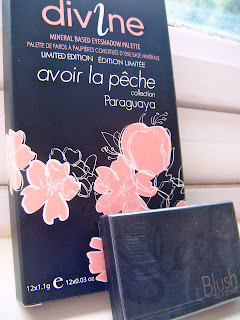 divine
MINERAL BASED EYESHADOW PALETTE
PALETTE DE FARDS À PAUPIÈRES CONSTITUÉS D'UNE BASE MINÉRALE
LIMITED EDITION · ÉDITION LIMITÉE
avoir la pêche
collection
Paraguaya
12x1.1g e 12x0.03 oz
Blush